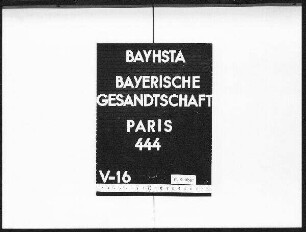 BAYHSTA
BAYERISCHE
GESANDTSCHAFT
PARIS
444
V-16